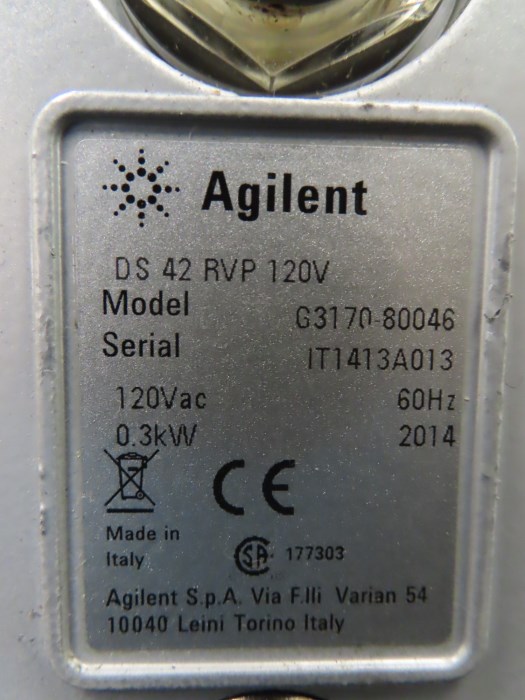 Agilent
DS 42 RVP 120V
Model G3170-80046
Serial IT1413A013
120Vac 60Hz
0.3kW 2014
CE
Made in
Italy
CSA 177303
Agilent S.p.A. Via F.lli Varian 54
10040 Leini Torino Italy